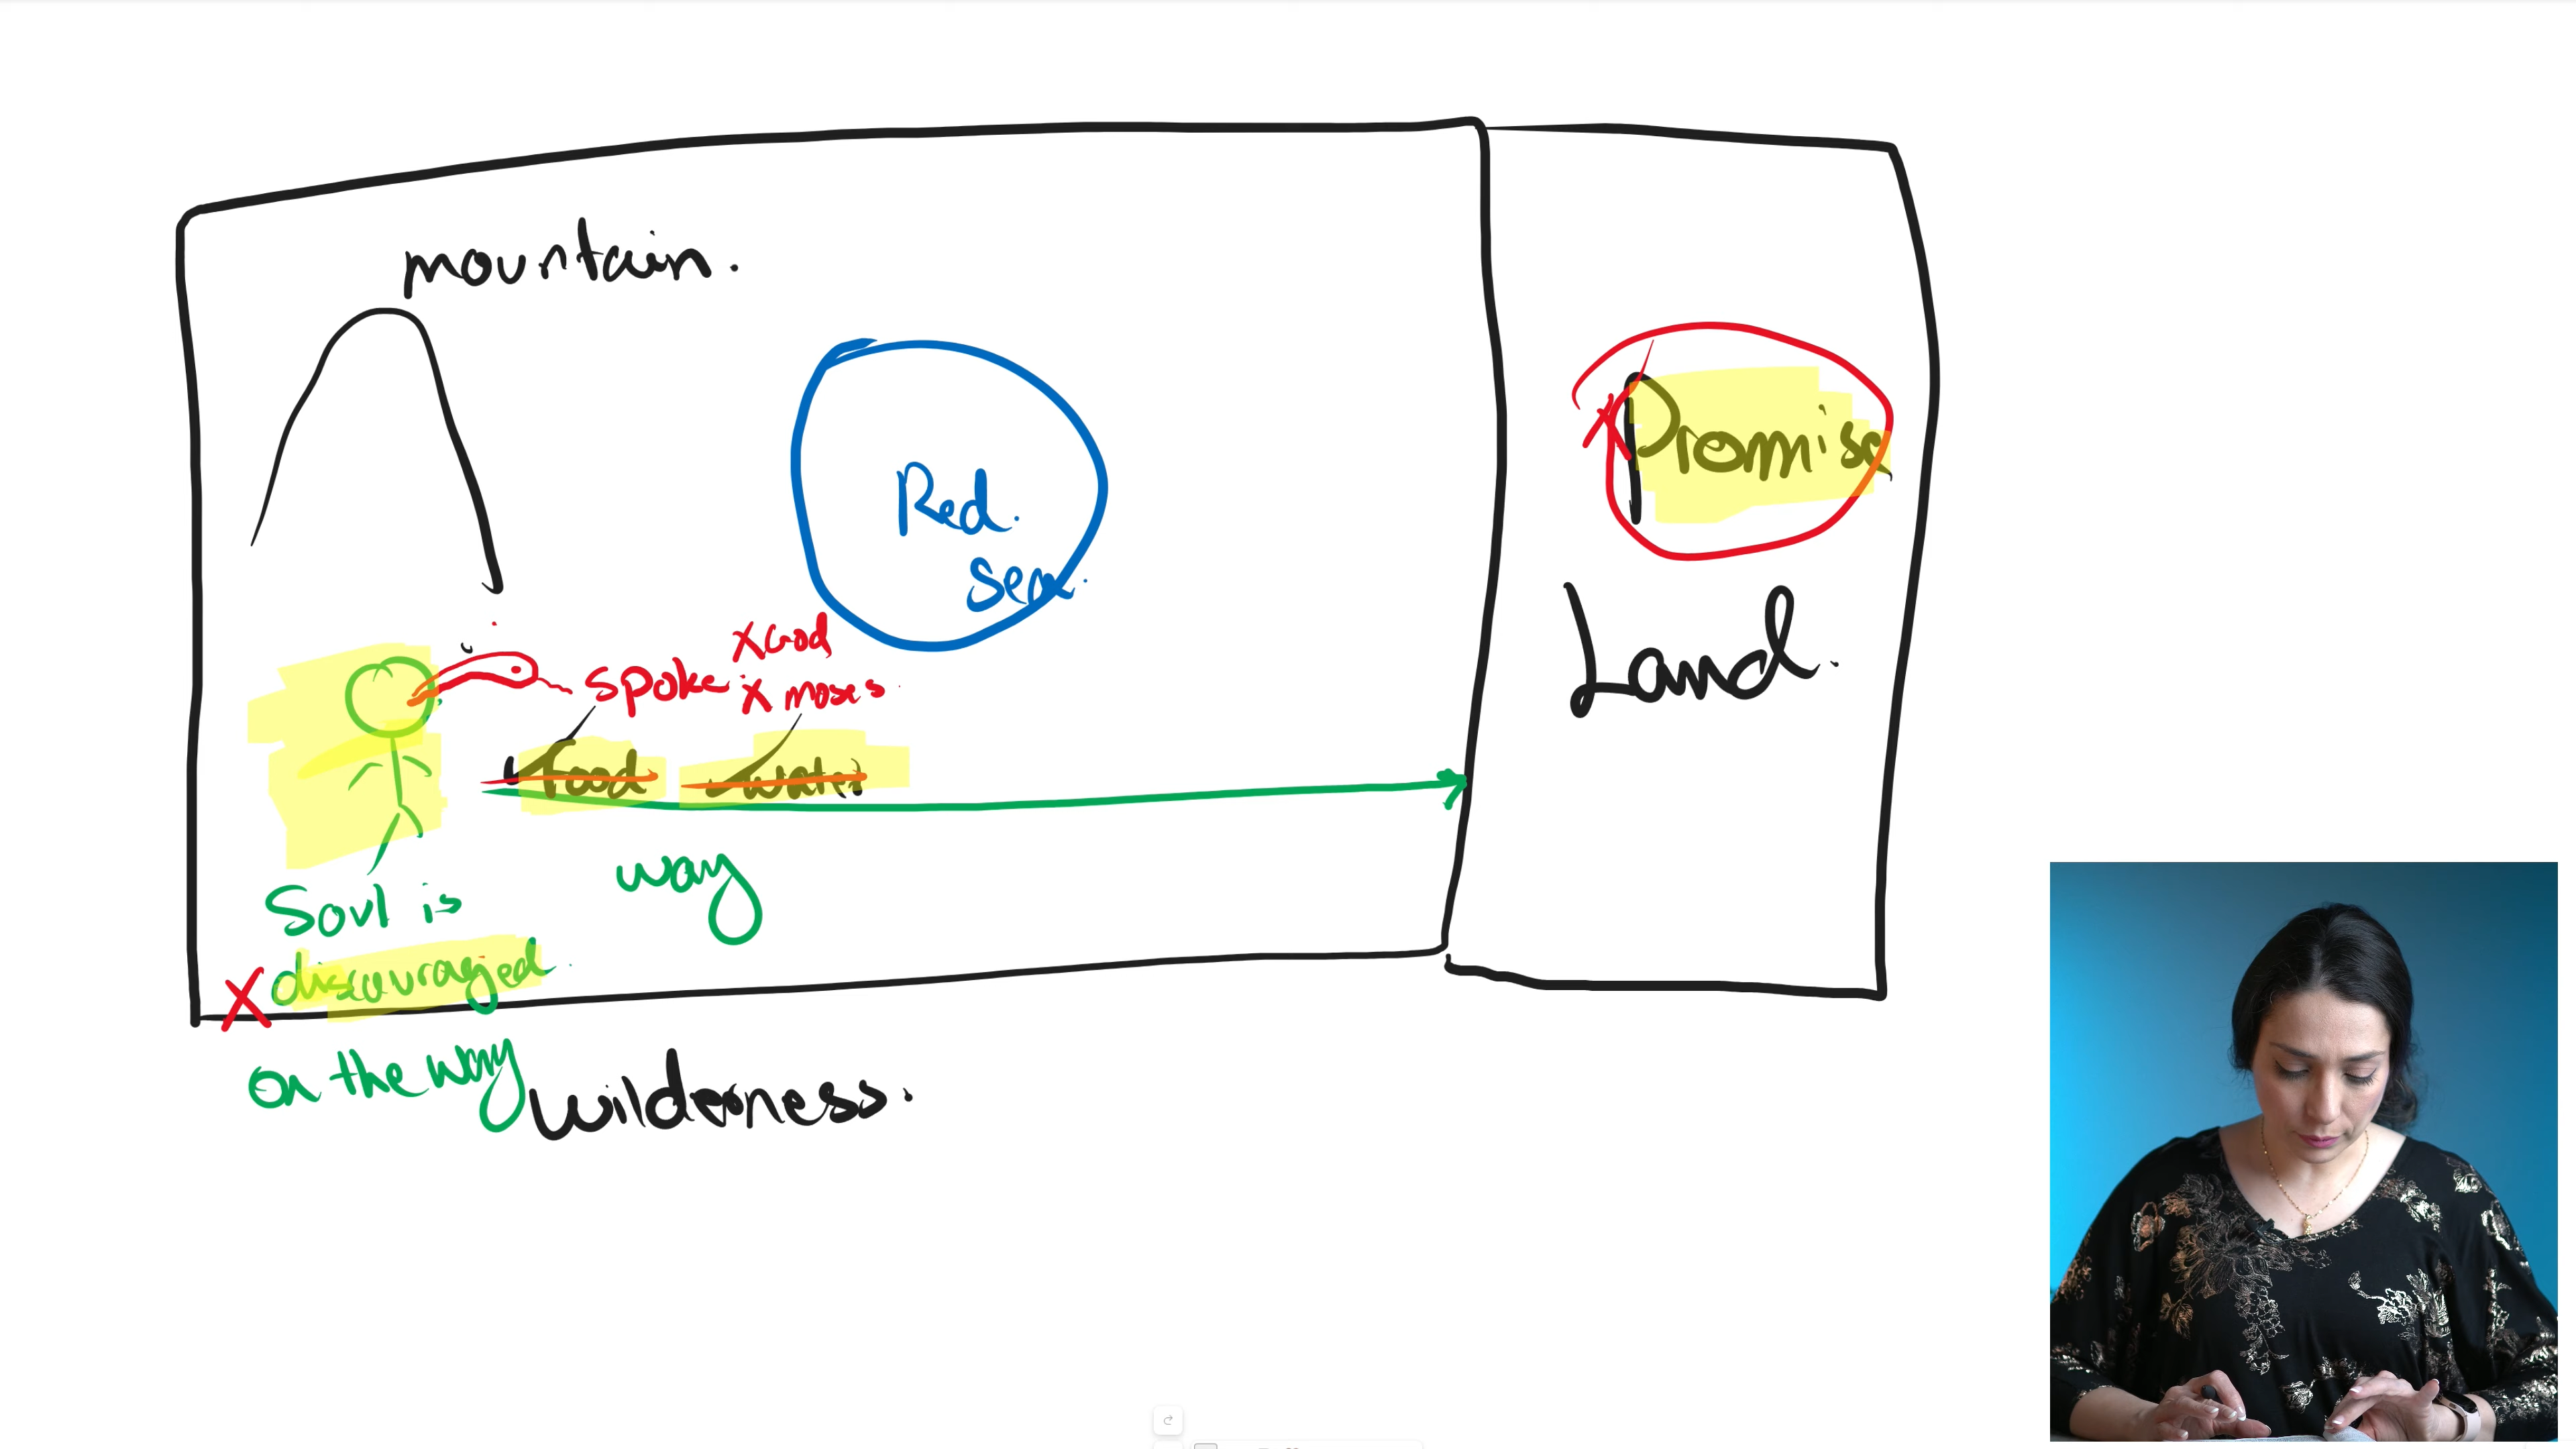 mountain.
Red.
Sea.
Promise
Land.
x God
spoke x moses
Food water
way
Soul is
x discouraged.
on the way
wilderness.